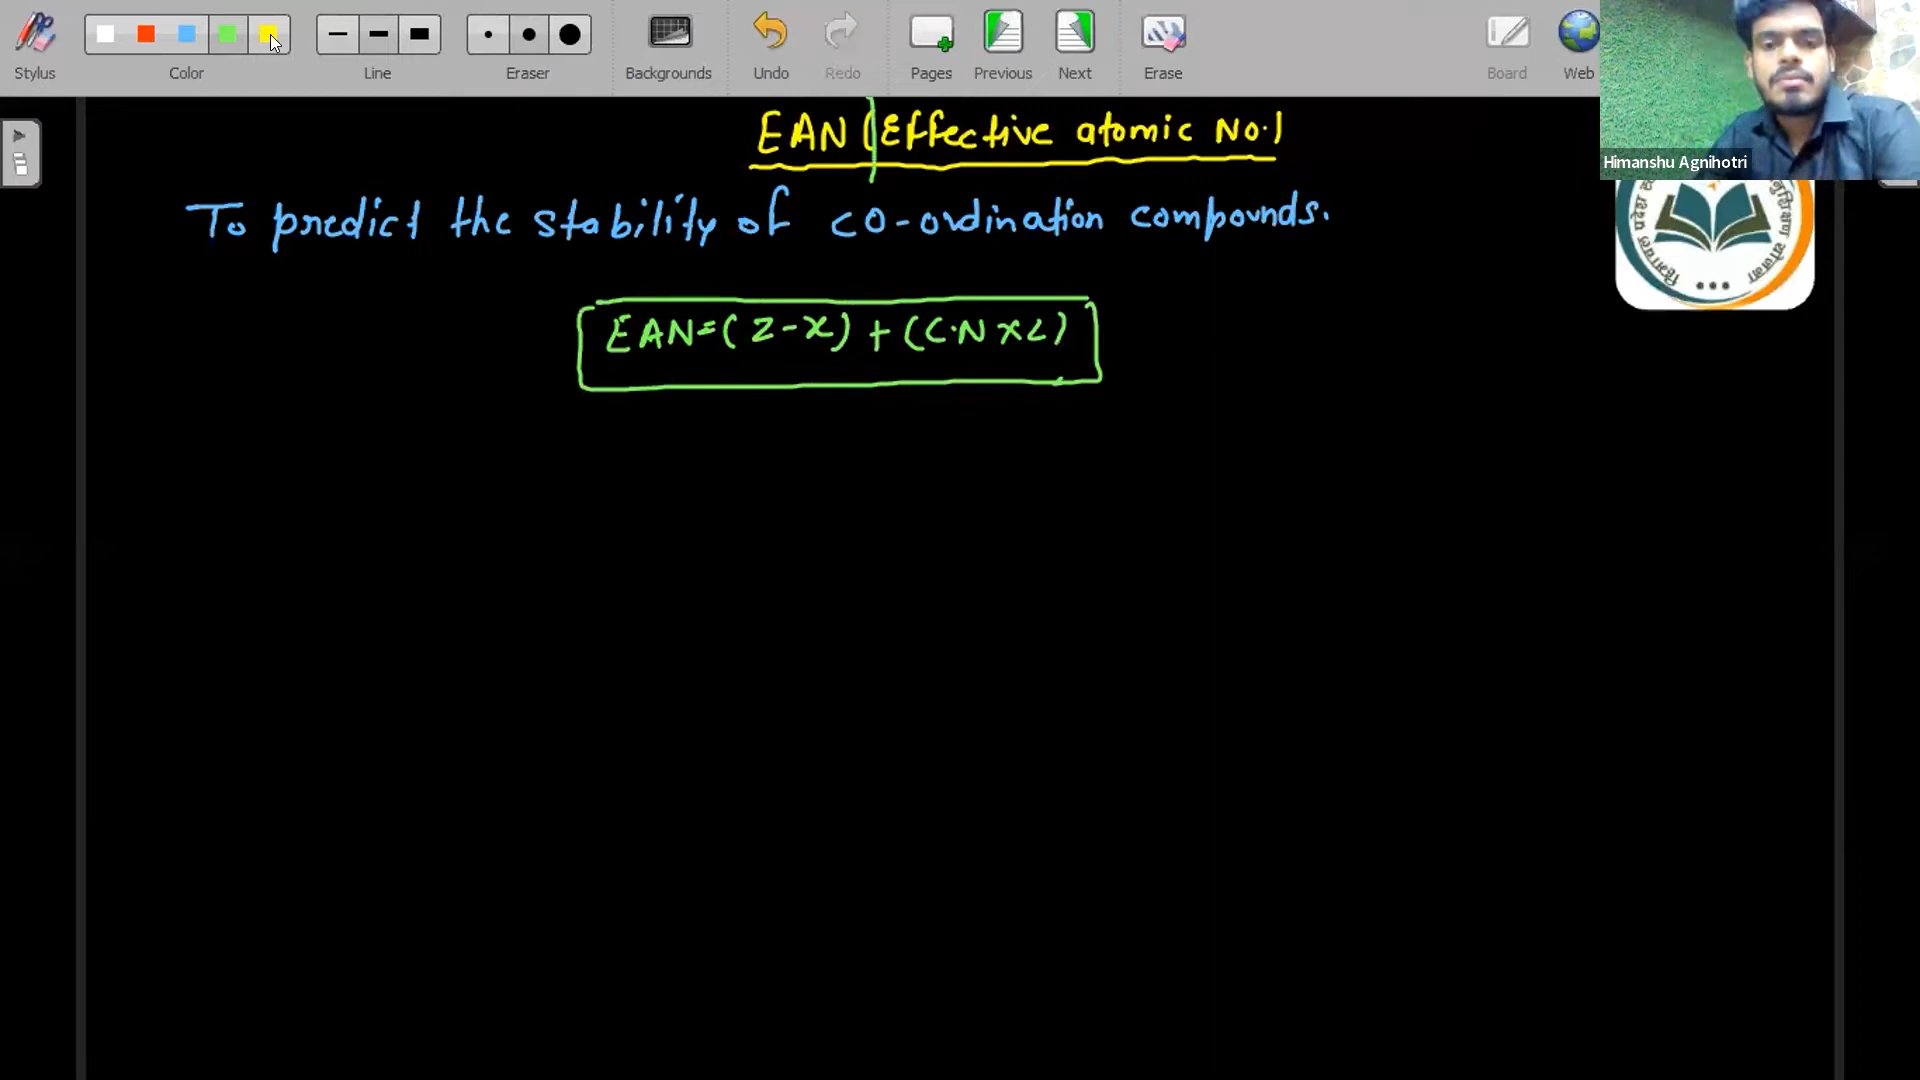 Stylus Color Line Eraser Backgrounds Undo Redo Pages Previous Next Erase Board Web
Himanshu Agnihotri
EAN (Effective atomic No.)
To predict the stability of co-ordination compounds.
EAN=(Z-x) + (C.N x 2)